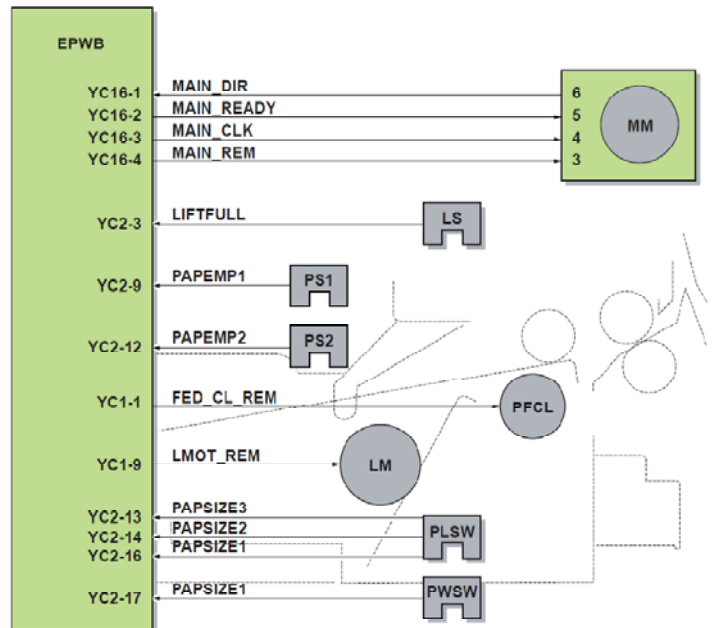 EPWB
YC16-1 MAIN_DIR 6
YC16-2 MAIN_READY 5
YC16-3 MAIN_CLK 4
YC16-4 MAIN_REM 3
MM
YC2-3 LIFTFULL LS
YC2-9 PAPEMP1 PS1
YC2-12 PAPEMP2 PS2
YC1-1 FED_CL_REM PFCL
YC1-9 LMOT_REM LM
YC2-13 PAPSIZE3
YC2-14 PAPSIZE2 PLSW
YC2-16 PAPSIZE1
YC2-17 PAPSIZE1 PWSW